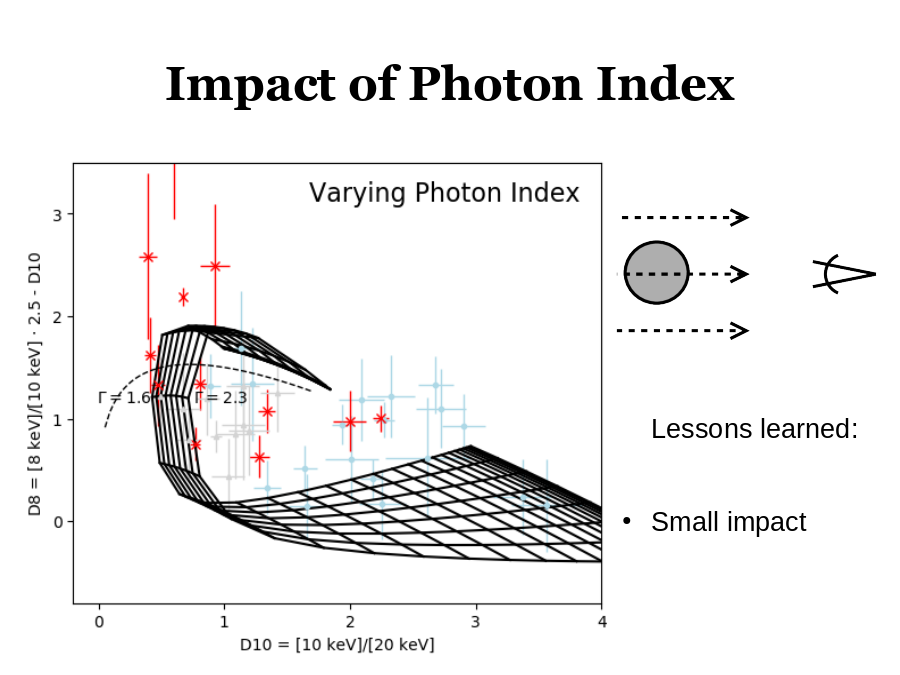 Impact of Photon Index
Varying Photon Index
D8 = [8 keV]/[10 keV] · 2.5 - D10
3
2
1
0
Γ = 1.6
Γ = 2.3
0 1 2 3 4
D10 = [10 keV]/[20 keV]
Lessons learned:
• Small impact